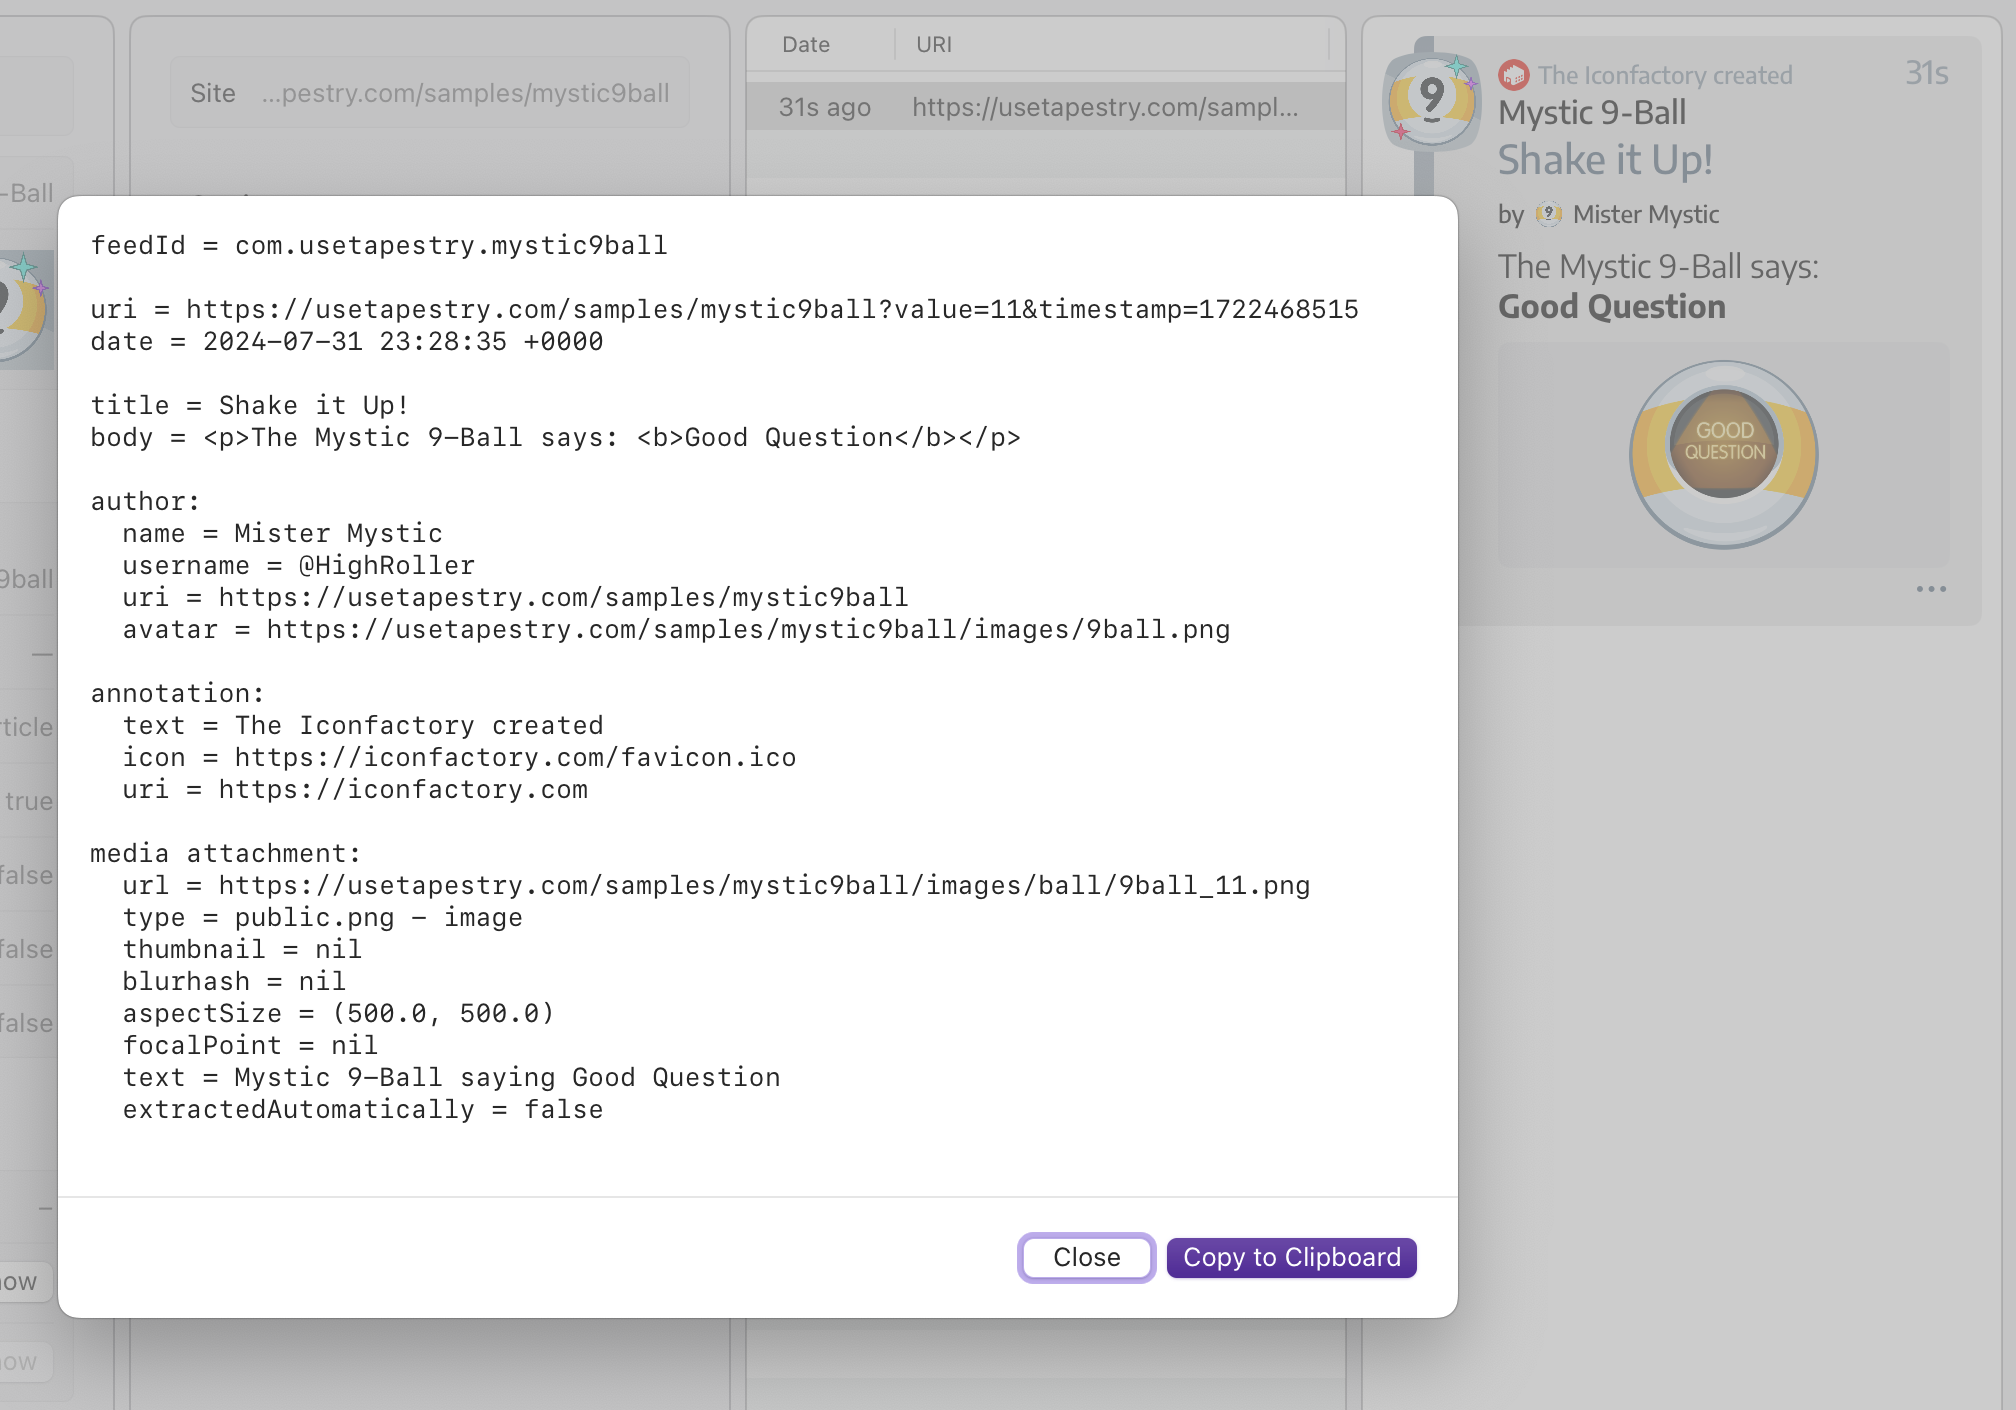 Site ...pestry.com/samples/mystic9ball
Date URI
31s ago https://usetapestry.com/sampl...
9
The Iconfactory created 31s
Mystic 9-Ball
Shake it Up!
by 9 Mister Mystic
The Mystic 9-Ball says:
Good Question
GOOD
QUESTION
...
-Ball
9ball
—
true
false
false
false
–
feedId = com.usetapestry.mystic9ball
uri = https://usetapestry.com/samples/mystic9ball?value=11&timestamp=1722468515
date = 2024-07-31 23:28:35 +0000
title = Shake it Up!
body = <p>The Mystic 9-Ball says: <b>Good Question</b></p>
author:
name = Mister Mystic
username = @HighRoller
uri = https://usetapestry.com/samples/mystic9ball
avatar = https://usetapestry.com/samples/mystic9ball/images/9ball.png
annotation:
text = The Iconfactory created
icon = https://iconfactory.com/favicon.ico
uri = https://iconfactory.com
media attachment:
url = https://usetapestry.com/samples/mystic9ball/images/ball/9ball_11.png
type = public.png - image
thumbnail = nil
blurhash = nil
aspectSize = (500.0, 500.0)
focalPoint = nil
text = Mystic 9-Ball saying Good Question
extractedAutomatically = false
Close Copy to Clipboard